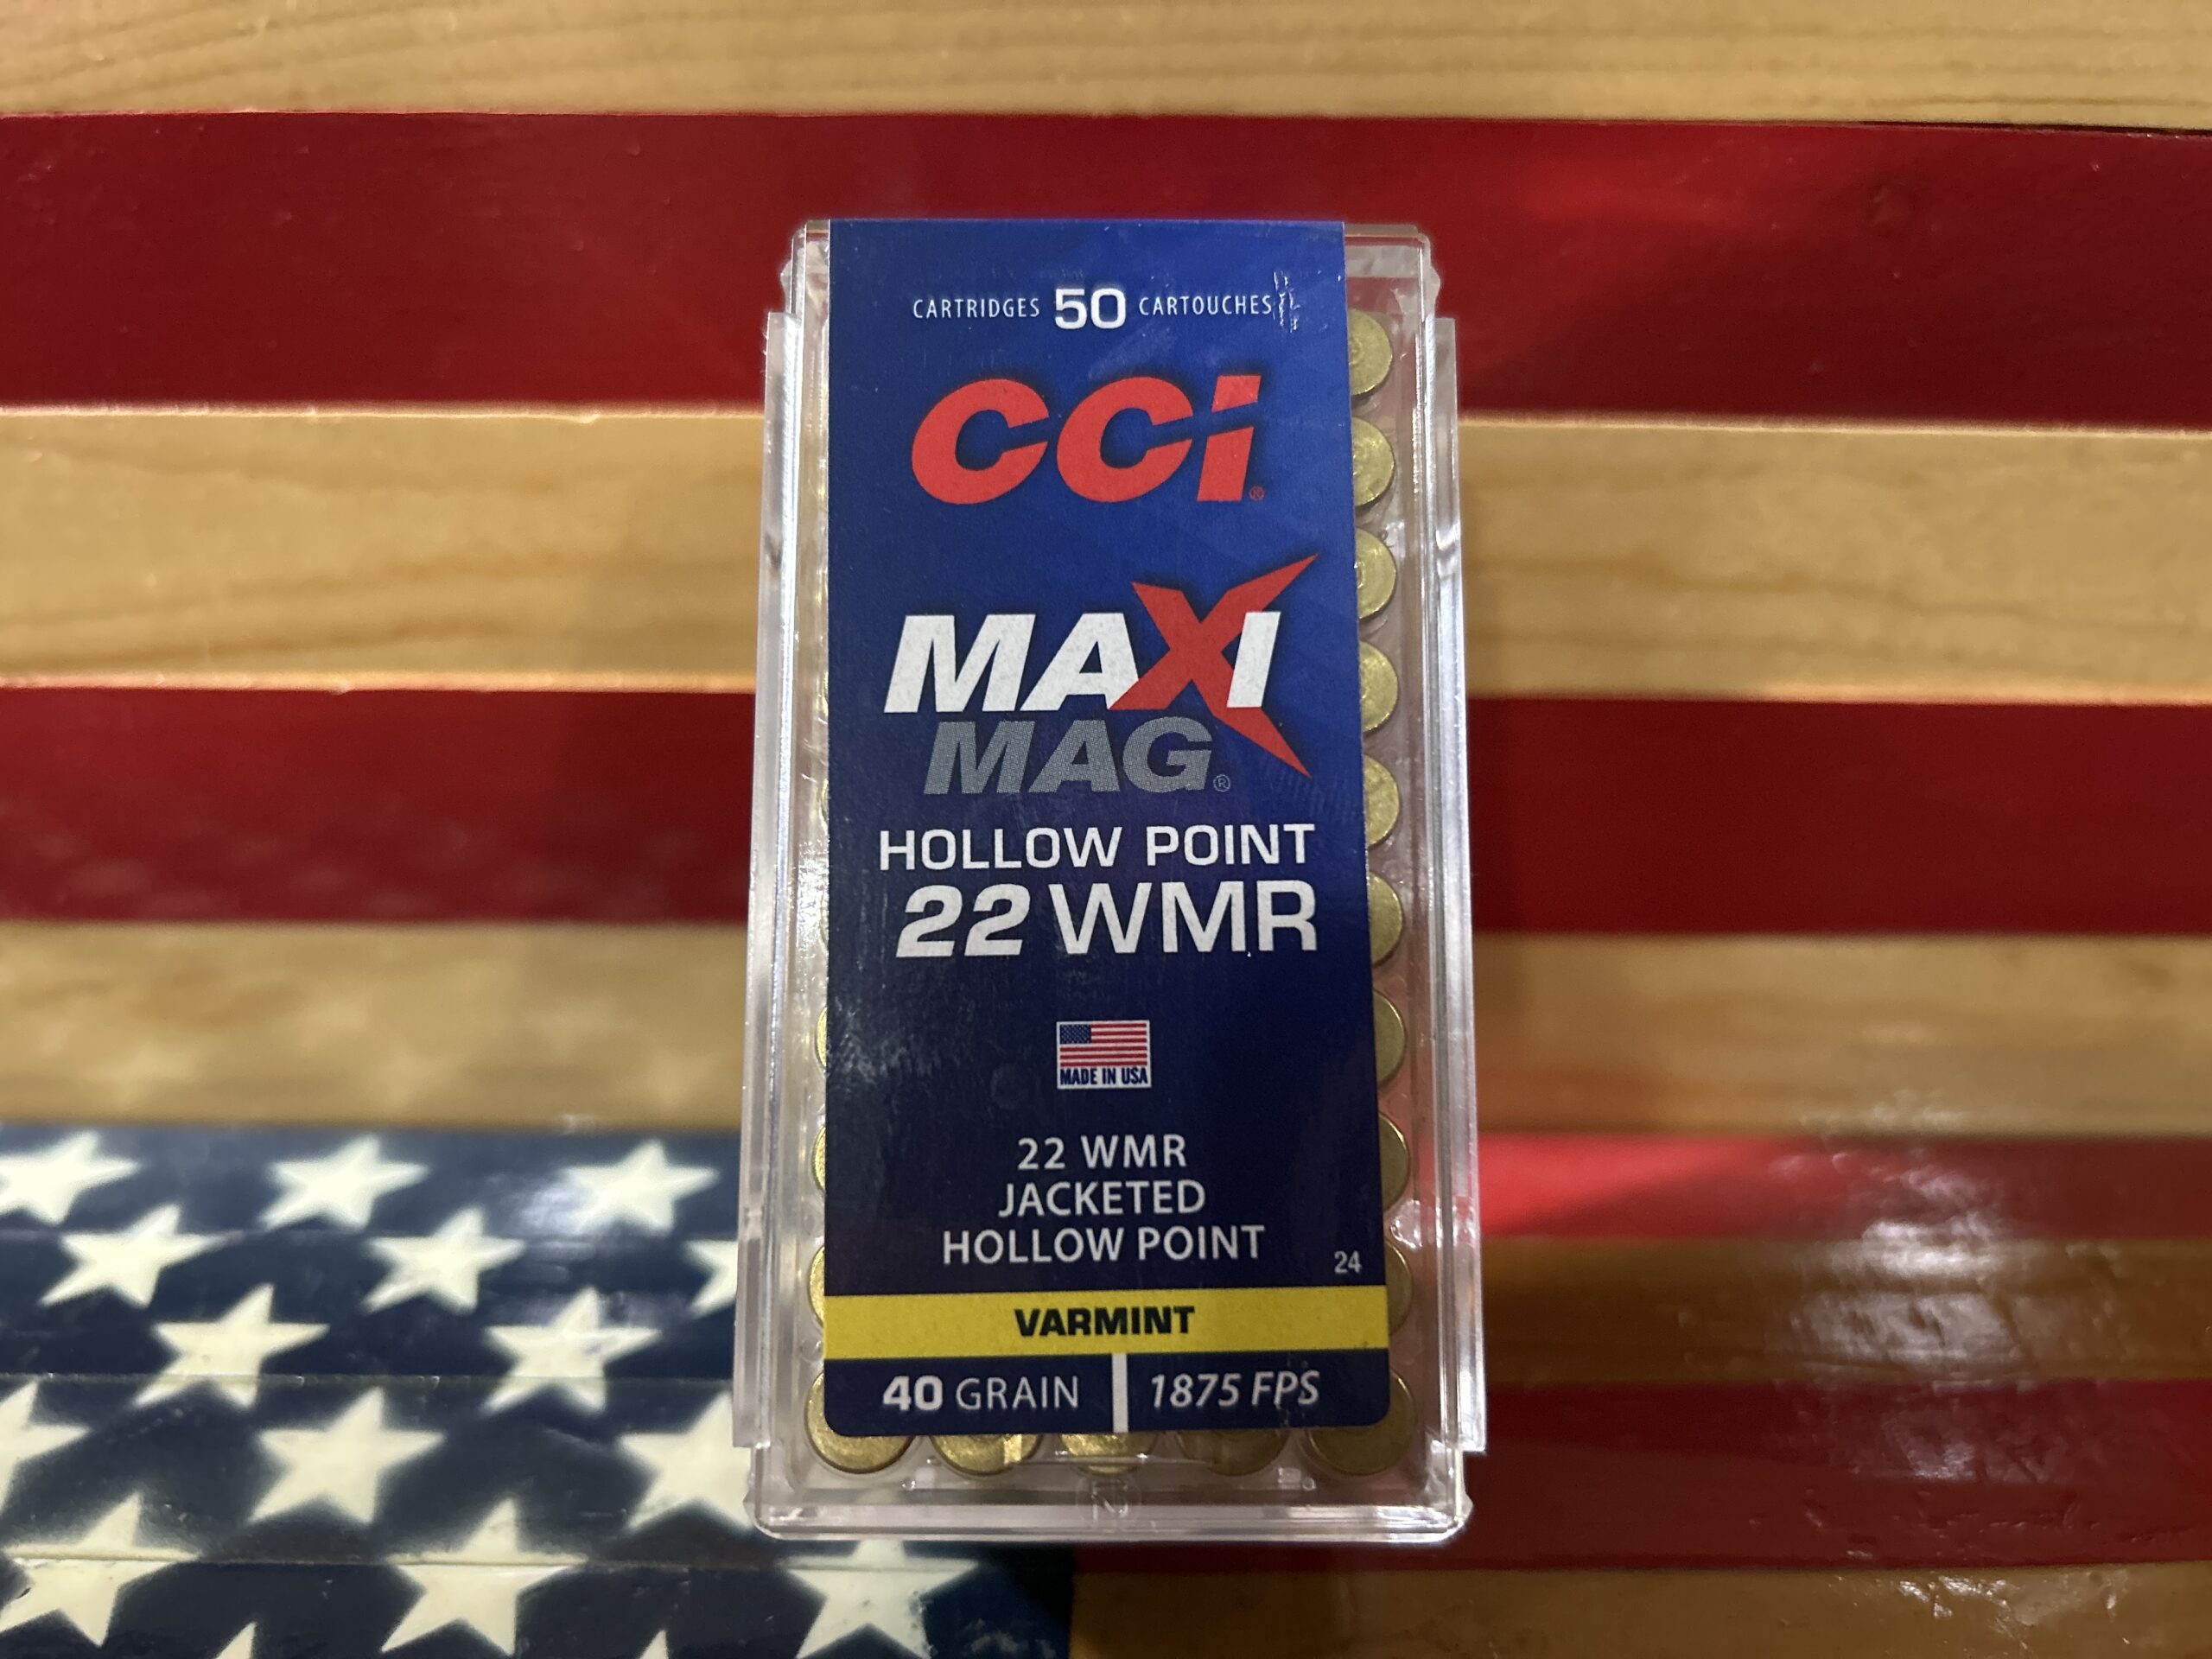 CARTRIDGES 50 CARTOUCHES
CCI®
MAXI
MAG®
HOLLOW POINT
22 WMR
MADE IN USA
22 WMR
JACKETED
HOLLOW POINT
24
VARMINT
40 GRAIN | 1875 FPS